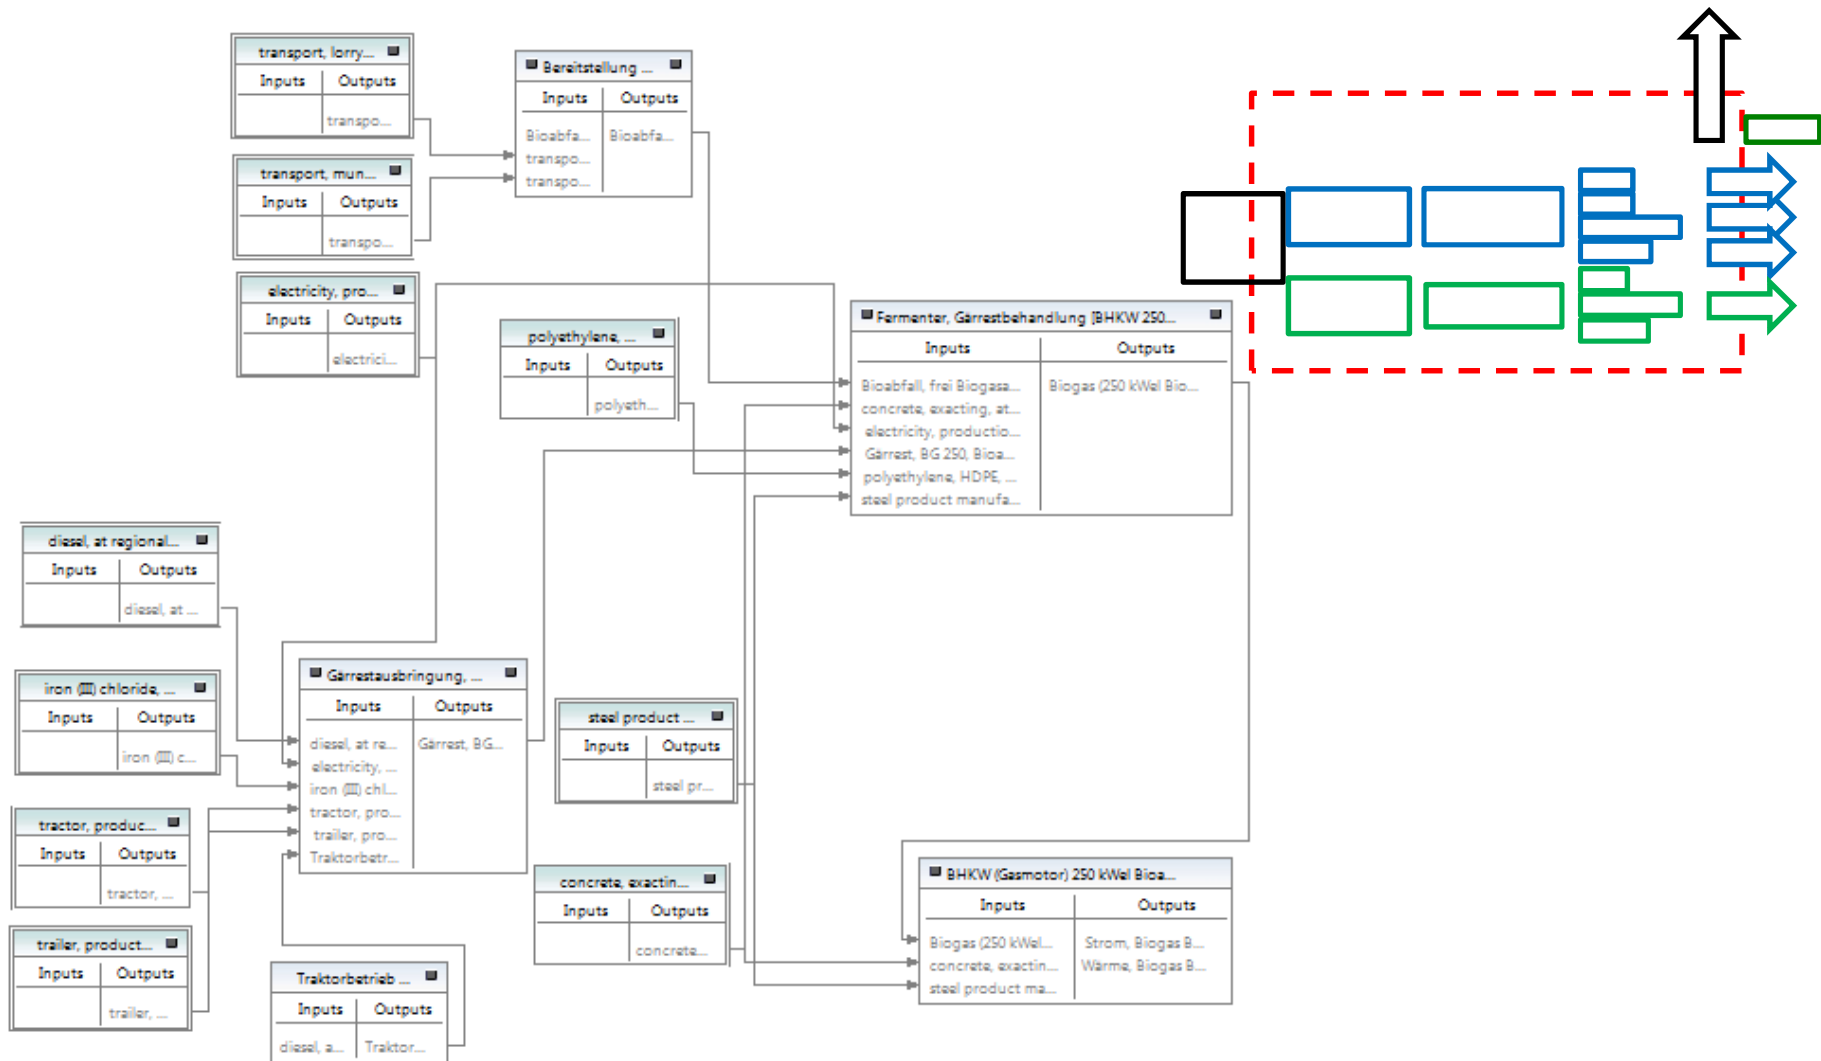 transport, lorry...
Inputs Outputs
transpo...
transport, mun...
Inputs Outputs
transpo...
electricity, pro...
Inputs Outputs
electrici...
Bereitstellung ...
Inputs Outputs
Bioabfa... Bioabfa...
transpo...
transpo...
polyethylene, ...
Inputs Outputs
polyeth...
Fermenter, Gärrestbehandlung [BHKW 250...
Inputs Outputs
Bioabfall, frei Biogasa... Biogas (250 kWel Bio...
concrete, exacting, at...
electricity, productio...
Gärrest, BG 250, Bioa...
polyethylene, HDPE, ...
steel product manufa...
diesel, at regional...
Inputs Outputs
diesel, at ...
iron (III) chloride, ...
Inputs Outputs
iron (III) c...
tractor, produc...
Inputs Outputs
tractor, ...
trailer, product...
Inputs Outputs
trailer, ...
Gärrestausbringung, ...
Inputs Outputs
diesel, at re... Gärrest, BG...
electricity, ...
iron (III) chl...
tractor, pro...
trailer, pro...
Traktorbetr...
Traktorbetrieb ...
Inputs Outputs
diesel, a... Traktor...
steel product ...
Inputs Outputs
steel pr...
concrete, exactin...
Inputs Outputs
concrete...
BHKW (Gasmotor) 250 kWel Bioa...
Inputs Outputs
Biogas (250 kWel... Strom, Biogas B...
concrete, exactin... Wärme, Biogas B...
steel product ma...